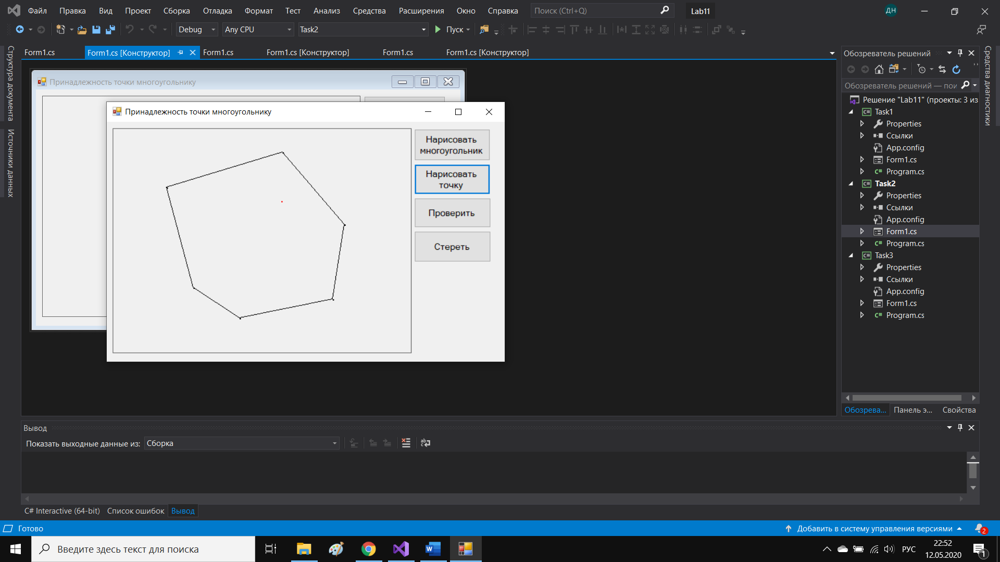 Файл Правка Вид Проект Сборка Отладка Формат Тест Анализ Средства Расширения Окно Справка Поиск (Ctrl+Q) Lab11 ДН
Debug Any CPU Task2 Пуск
Form1.cs Form1.cs [Конструктор] Form1.cs Form1.cs [Конструктор] Form1.cs Form1.cs [Конструктор]
Структура документа
Источники данных
Принадлежность точки многоугольнику
Принадлежность точки многоугольнику
Нарисовать
многоугольник
Нарисовать
точку
Проверить
Стереть
Обозреватель решений
Обозреватель решений — пои
Решение "Lab11" (проекты: 3 из
Task1
Properties
Ссылки
App.config
Form1.cs
Program.cs
Task2
Properties
Ссылки
App.config
Form1.cs
Program.cs
Task3
Properties
Ссылки
App.config
Form1.cs
Program.cs
Обозрева... Панель э... Свойства
Средства диагностики
Вывод
Показать выходные данные из: Сборка
C# Interactive (64-bit) Список ошибок Вывод
Готово
Добавить в систему управления версиями 2
Введите здесь текст для поиска
РУС
22:52
12.05.2020
1